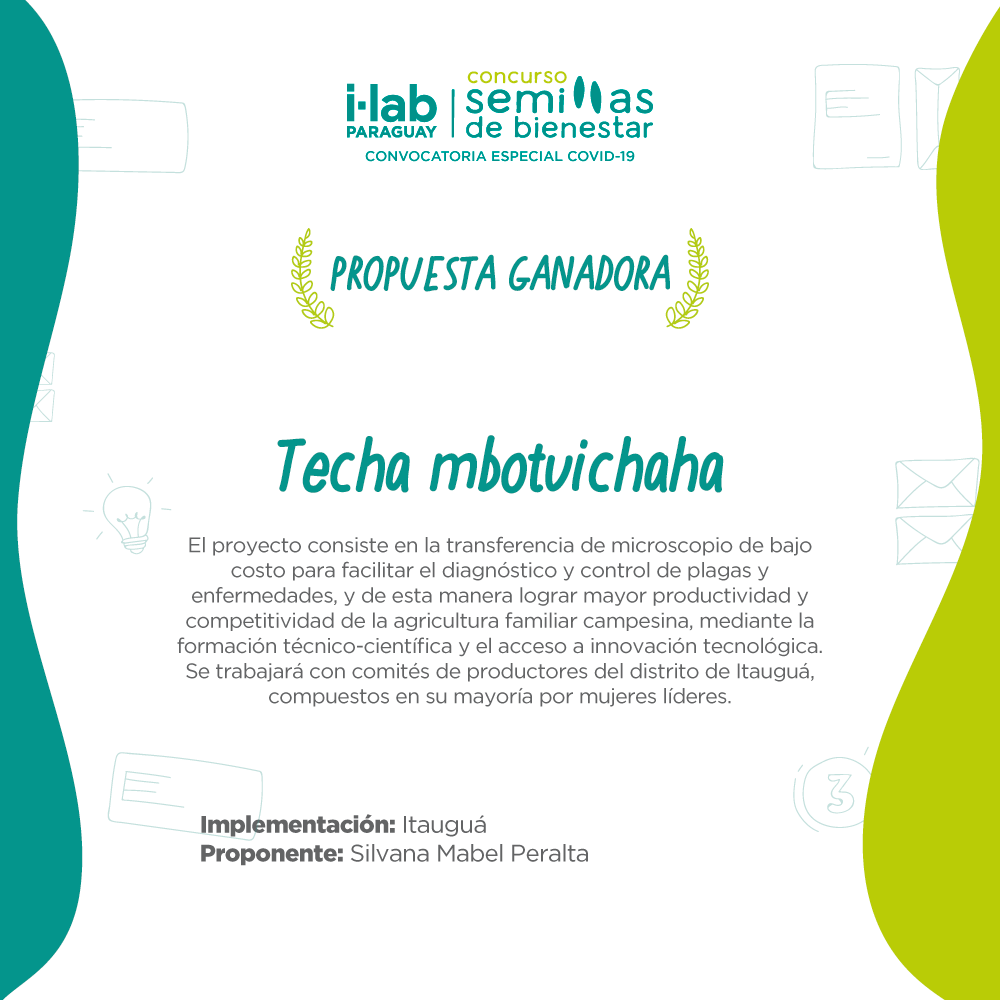 i·lab
PARAGUAY
concurso
semillas
de bienestar
CONVOCATORIA ESPECIAL COVID-19
PROPUESTA GANADORA
Techa mbotuichaha
El proyecto consiste en la transferencia de microscopio de bajo
costo para facilitar el diagnóstico y control de plagas y
enfermedades, y de esta manera lograr mayor productividad y
competitividad de la agricultura familiar campesina, mediante la
formación técnico-científica y el acceso a innovación tecnológica.
Se trabajará con comités de productores del distrito de Itauguá,
compuestos en su mayoría por mujeres líderes.
3
Implementación: Itauguá
Proponente: Silvana Mabel Peralta